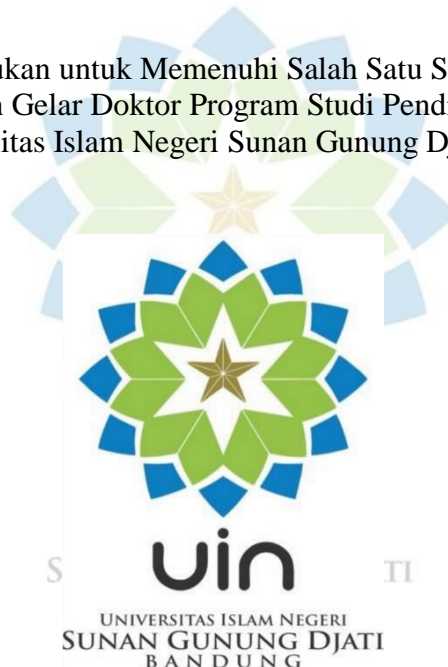 ukan untuk Memenuhi Salah Satu S
Gelar Doktor Program Studi Pend
itas Islam Negeri Sunan Gunung D
uin
UNIVERSITAS ISLAM NEGERI
SUNAN GUNUNG DJATI
BANDUNG